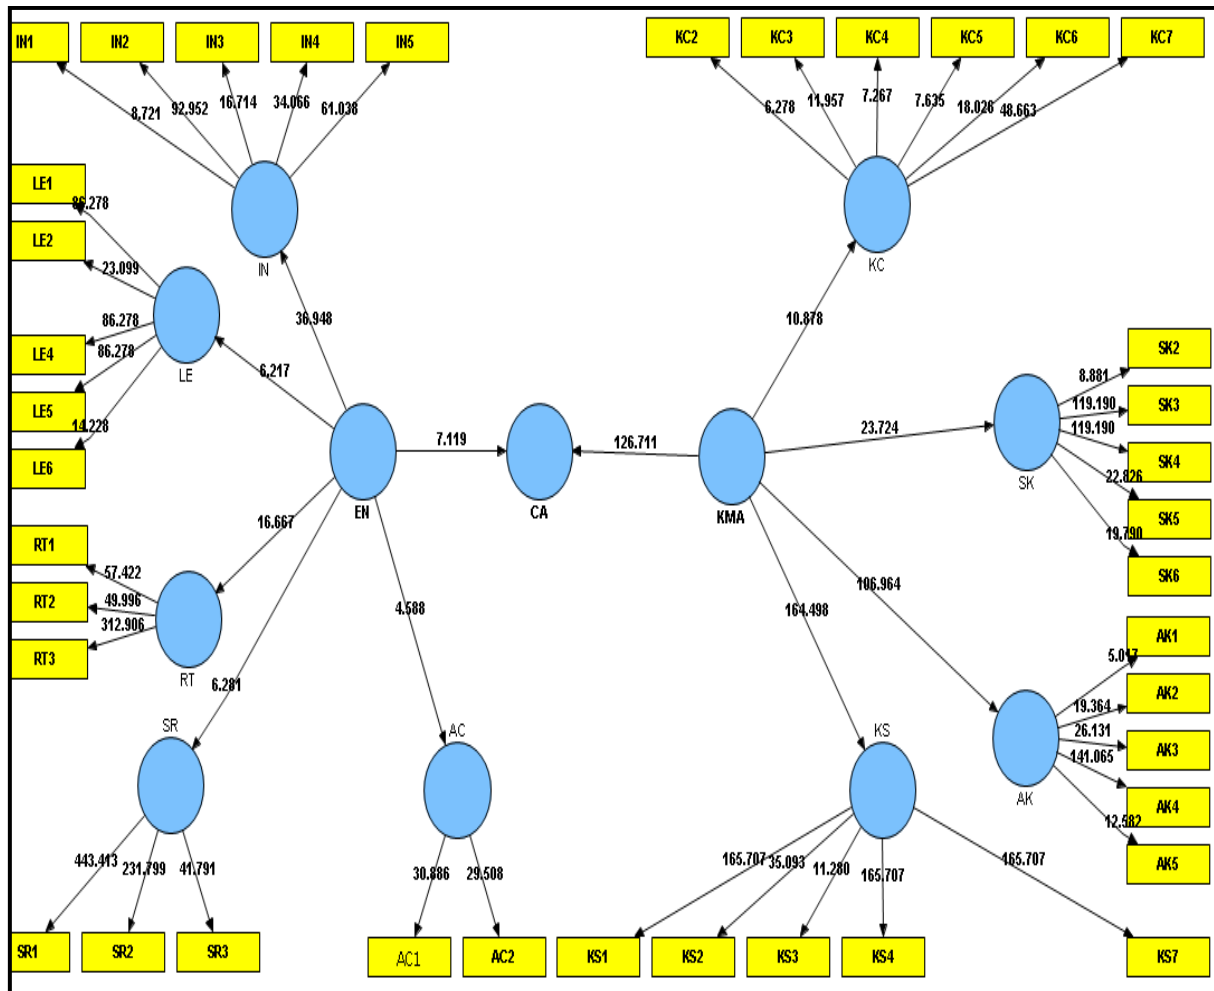 IN1 IN2 IN3 IN4 IN5 KC2 KC3 KC4 KC5 KC6 KC7
8.721 92.952 16.714 34.066 61.038
6.278 11.957 7.267 7.635 18.026 48.663
LE1
LE2
LE4
LE5
LE6
86.278
23.099
86.278
86.278
14.228
IN
LE
KC
36.948
6.217
10.878
7.119
126.711
23.724
EN
CA
KMA
SK
8.881
119.190
119.190
22.826
19.790
SK2
SK3
SK4
SK5
SK6
16.667
4.588
6.281
164.498
106.964
RT1
RT2
RT3
57.422
49.996
312.906
RT
SR
AC
KS
AK
5.017
19.364
26.131
141.065
12.582
AK1
AK2
AK3
AK4
AK5
443.413 231.799 41.791
30.886 29.508
165.707 35.093 11.280 165.707 165.707
SR1 SR2 SR3 AC1 AC2 KS1 KS2 KS3 KS4 KS7